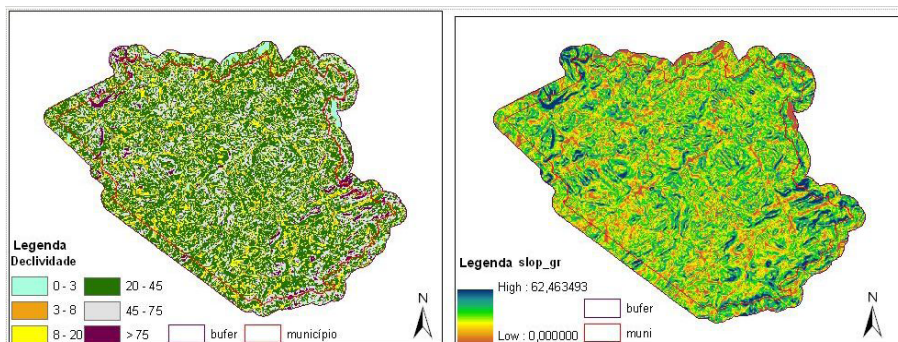 Legenda
Declividade
0 - 3
20 - 45
3 - 8
45 - 75
8 - 20
> 75
bufer
município
N
Legenda slop_gr
High : 62,463493
Low : 0,000000
bufer
muni
N